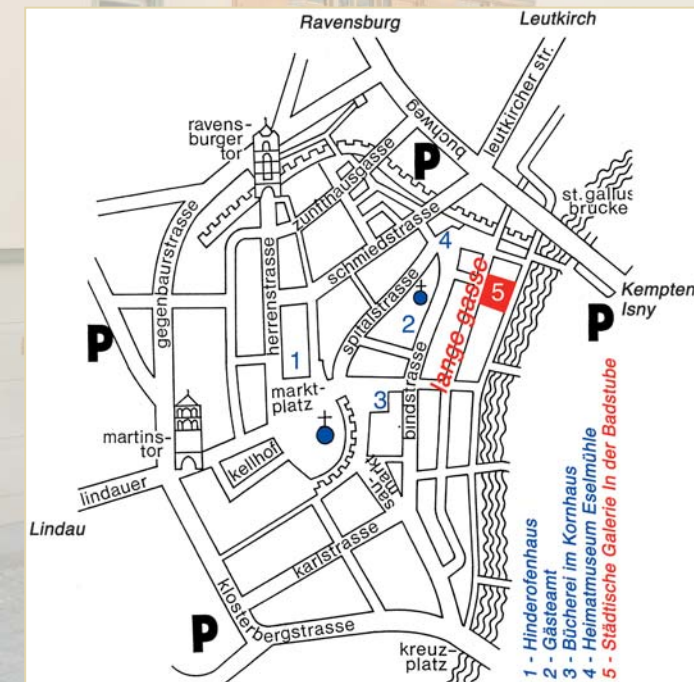 Ravensburg
Leutkirch
ravens-
burger
tor
buchweg
leutkircher str.
P
zunfthausgasse
st.gallus
brücke
gegenbaurstrasse
herrenstrasse
schmiedstrasse
4
lange gasse
5
Kempten
Isny
spitalstrasse
2
P
P
1
markt-
platz
3
bindstrasse
martins-
tor
kellhof
sau-
markt
lindauer
Lindau
karlstrasse
klosterbergstrasse
P
kreuz-
platz
1 - Hinderofenhaus
2 - Gästeamt
3 - Bücherei im Kornhaus
4 - Heimatmuseum Eselmühle
5 - Städtische Galerie In der Badstube